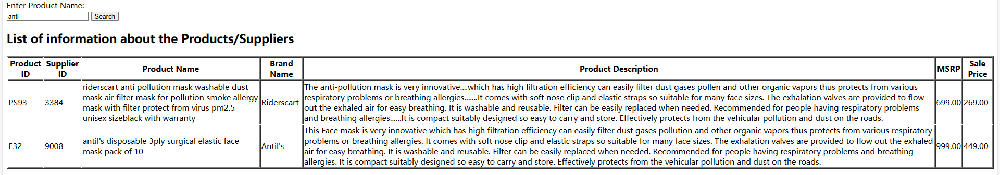 Enter Product Name:
anti Search
List of information about the Products/Suppliers
Product ID Supplier ID Product Name Brand Name Product Description MSRP Sale Price
PS93
3384
riderscart anti pollution mask washable dust
mask air filter mask for pollution smoke allergy
mask with filter protect from virus pm2.5
unisex sizeblack with warranty
Riderscart
The anti-pollution mask is very innovative....which has high filtration efficiency can easily filter dust gases pollen and other organic vapors thus protects from various
respiratory problems or breathing allergies.......It comes with soft nose clip and elastic straps so suitable for many face sizes. The exhalation valves are provided to flow
out the exhaled air for easy breathing. It is washable and reusable. Filter can be easily replaced when needed. Recommended for people having respiratory problems
and breathing allergies......It is compact suitably designed so easy to carry and store. Effectively protects from the vehicular pollution and dust on the roads.
699.00
269.00
F32
9008
antil's disposable 3ply surgical elastic face
mask pack of 10
Antil's
This Face mask is very innovative which has high filtration efficiency can easily filter dust gases pollution and other organic vapors thus protects from various respiratory
problems or breathing allergies. It comes with soft nose clip and elastic straps so suitable for many face sizes. The exhalation valves are provided to flow out the exhaled
air for easy breathing. It is washable and reusable. Filter can be easily replaced when needed. Recommended for people having respiratory problems and breathing
allergies. It is compact suitably designed so easy to carry and store. Effectively protects from the vehicular pollution and dust on the roads.
999.00
449.00